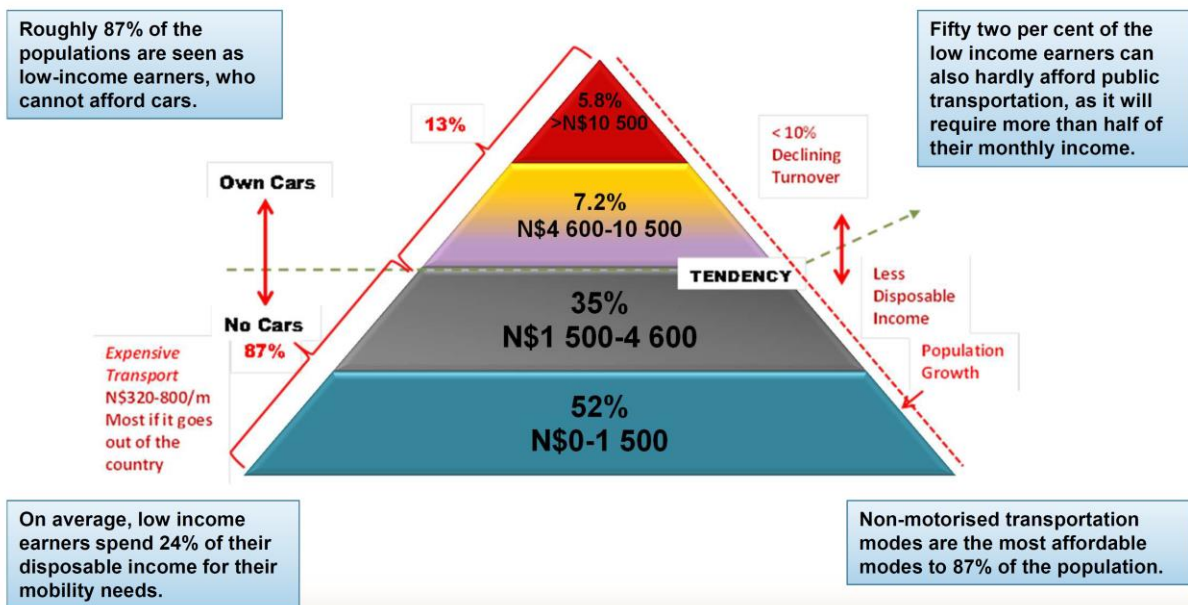 Roughly 87% of the
populations are seen as
low-income earners, who
cannot afford cars.
Fifty two per cent of the
low income earners can
also hardly afford public
transportation, as it will
require more than half of
their monthly income.
13%
5.8%
>N$10 500
< 10%
Declining
Turnover
Own Cars
7.2%
N$4 600-10 500
TENDENCY
Less
Disposable
Income
No Cars
87%
35%
N$1 500-4 600
Expensive
Transport
N$320-800/m
Most if it goes
out of the
country
Population
Growth
52%
N$0-1 500
On average, low income
earners spend 24% of their
disposable income for their
mobility needs.
Non-motorised transportation
modes are the most affordable
modes to 87% of the population.